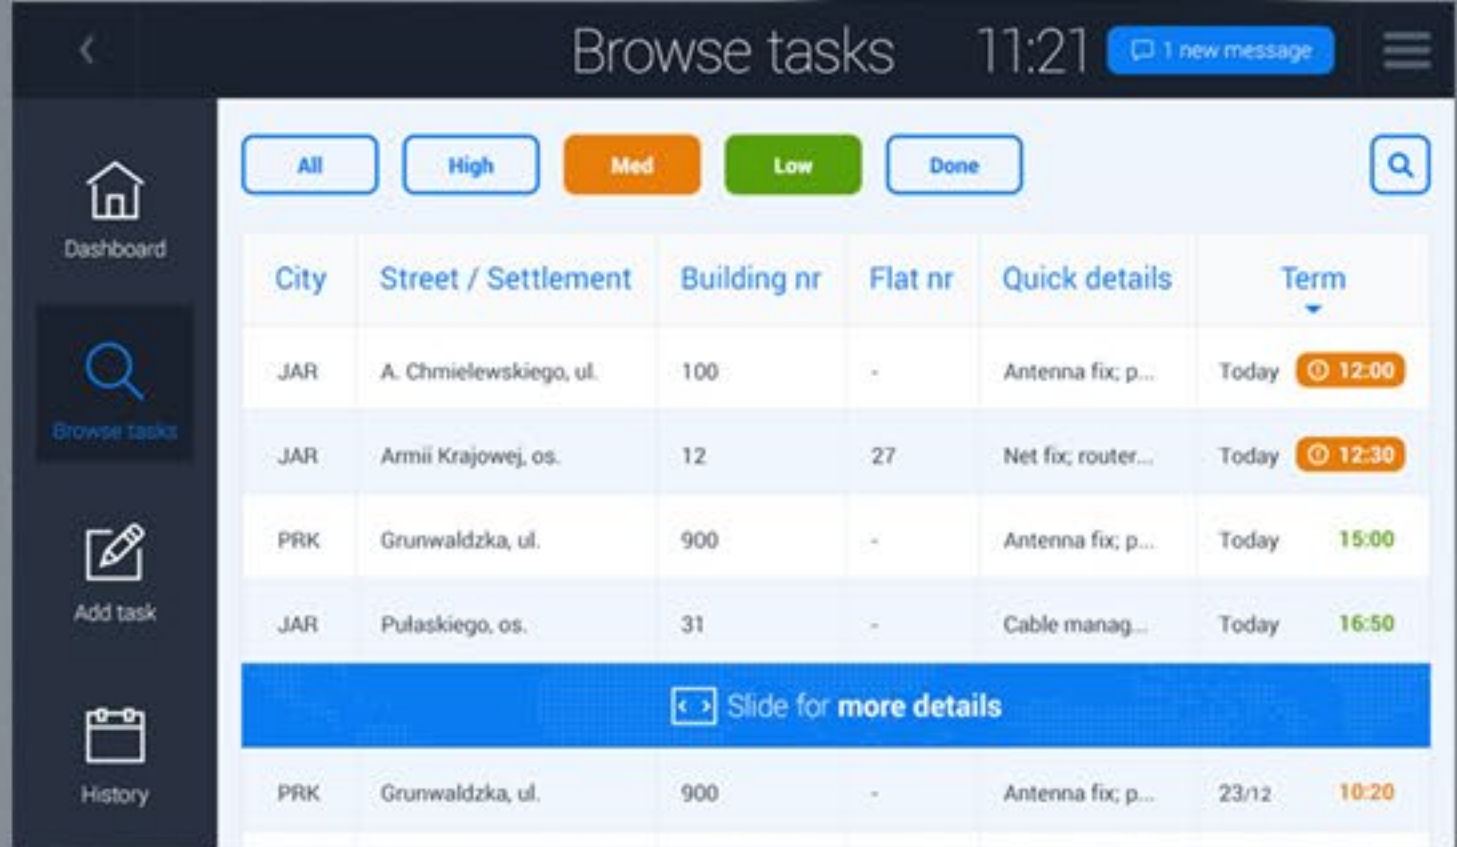 Browse tasks 11:21 1 new message
All High Med Low Done
Dashboard
Browse tasks
Add task
History
City Street / Settlement Building nr Flat nr Quick details Term
JAR A. Chmielewskiego, ul. 100 - Antenna fix; p... Today 12:00
JAR Armii Krajowej, os. 12 27 Net fix; router... Today 12:30
PRK Grunwaldzka, ul. 900 - Antenna fix; p... Today 15:00
JAR Pułaskiego, os. 31 - Cable manag... Today 16:50
< > Slide for more details
PRK Grunwaldzka, ul. 900 - Antenna fix; p... 23/12 10:20